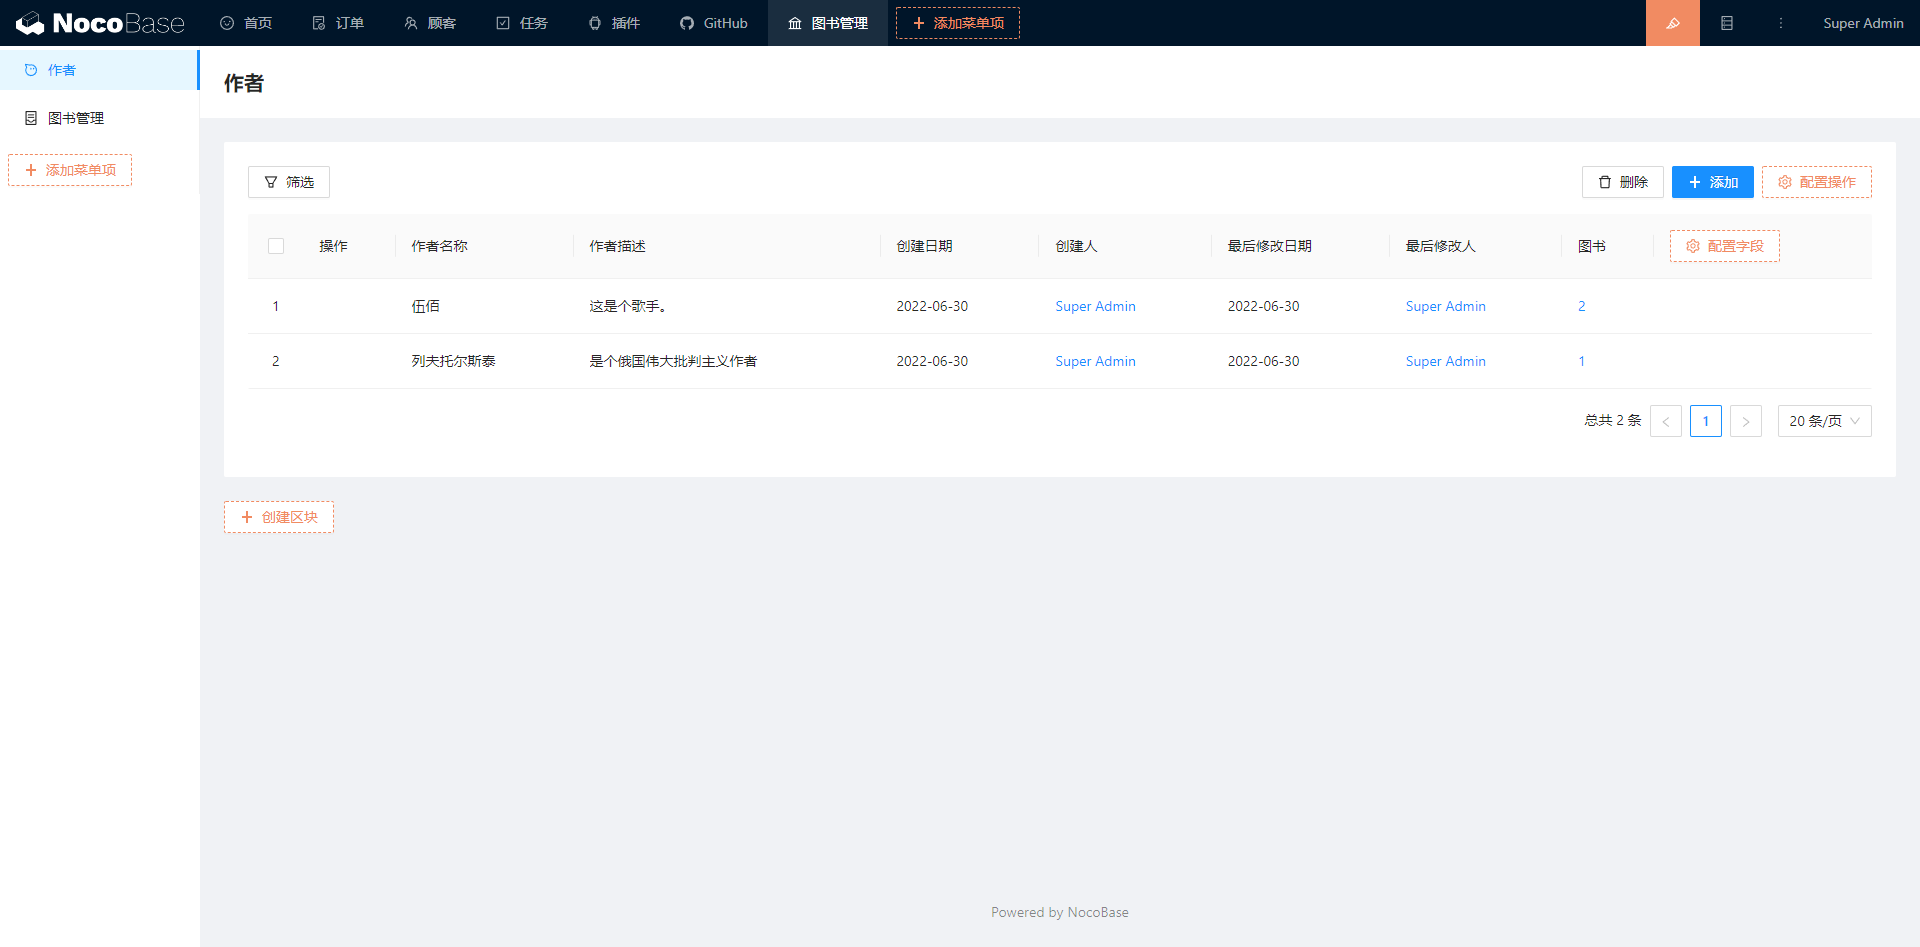 NocoBase 首页 订单 顾客 任务 插件 GitHub 图书管理 添加菜单项 Super Admin
作者
图书管理
添加菜单项
作者
筛选 删除 添加 配置操作
操作 作者名称 作者描述 创建日期 创建人 最后修改日期 最后修改人 图书 配置字段
1 伍佰 这是个歌手。 2022-06-30 Super Admin 2022-06-30 Super Admin 2
2 列夫托尔斯泰 是个俄国伟大批判主义作者 2022-06-30 Super Admin 2022-06-30 Super Admin 1
总共 2 条 < 1 > 20 条/页
创建区块
Powered by NocoBase